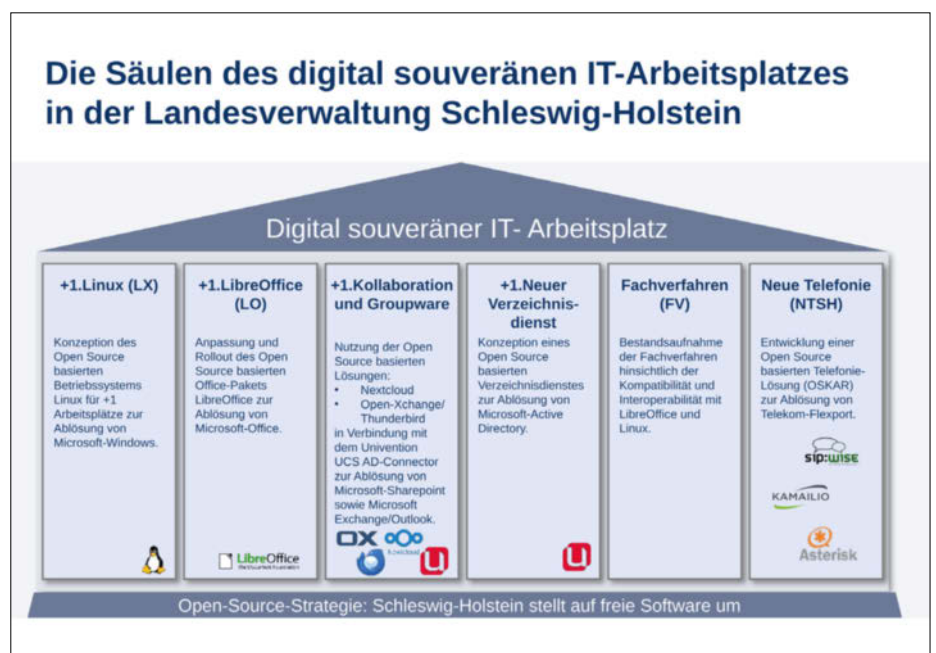 Die Säulen des digital souveränen IT-Arbeitsplatzes
in der Landesverwaltung Schleswig-Holstein
Digital souveräner IT- Arbeitsplatz
+1.Linux (LX)
Konzeption des
Open Source
basierten
Betriebssystems
Linux für +1
Arbeitsplätze zur
Ablösung von
Microsoft-Windows.
+1.LibreOffice
(LO)
Anpassung und
Rollout des Open
Source basierten
Office-Pakets
LibreOffice zur
Ablösung von
Microsoft-Office.
LibreOffice
+1.Kollaboration
und Groupware
Nutzung der Open
Source basierten
Lösungen:
• Nextcloud
• Open-Xchange/
Thunderbird
in Verbindung mit
dem Univention
UCS AD-Connector
zur Ablösung von
Microsoft-Sharepoint
sowie Microsoft
Exchange/Outlook.
OX
U
+1.Neuer
Verzeichnis-
dienst
Konzeption eines
Open Source
basierten
Verzeichnisdienstes
zur Ablösung von
Microsoft-Active
Directory.
U
Fachverfahren
(FV)
Bestandsaufnahme
der Fachverfahren
hinsichtlich der
Kompatibilität und
Interoperabilität mit
LibreOffice und
Linux.
Neue Telefonie
(NTSH)
Entwicklung einer
Open Source
basierten Telefonie-
Lösung (OSKAR)
zur Ablösung von
Telekom-Flexport.
sip:wise
KAMAILIO
Asterisk
Open-Source-Strategie: Schleswig-Holstein stellt auf freie Software um